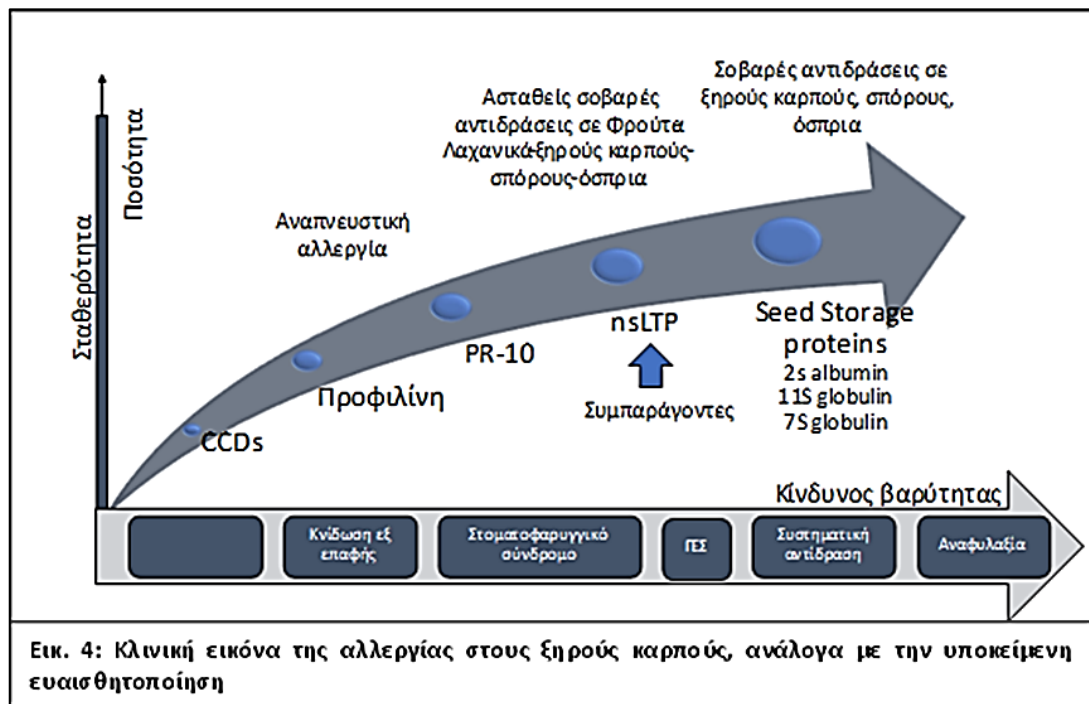 Σοβαρές αντιδράσεις σε
ξηρούς καρπούς, σπόρους,
όσπρια
Ασταθείς σοβαρές
αντιδράσεις σε Φρούτα
Λαχανικά-ξηρούς καρπούς-
σπόρους-όσπρια
Αναπνευστική
αλλεργία
Ποσότητα
Σταθερότητα
CCDs
Προφιλίνη
PR-10
nsLTP
Συμπαράγοντες
Seed Storage
proteins
2s albumin
11S globulin
7S globulin
Κίνδυνος βαρύτητας
Κνίδωση εξ
επαφής
Στοματοφαρυγγικό
σύνδρομο
ΓΕΣ
Συστηματική
αντίδραση
Αναφυλαξία
Εικ. 4: Κλινική εικόνα της αλλεργίας στους ξηρούς καρπούς, ανάλογα με την υποκείμενη
ευαισθητοποίηση